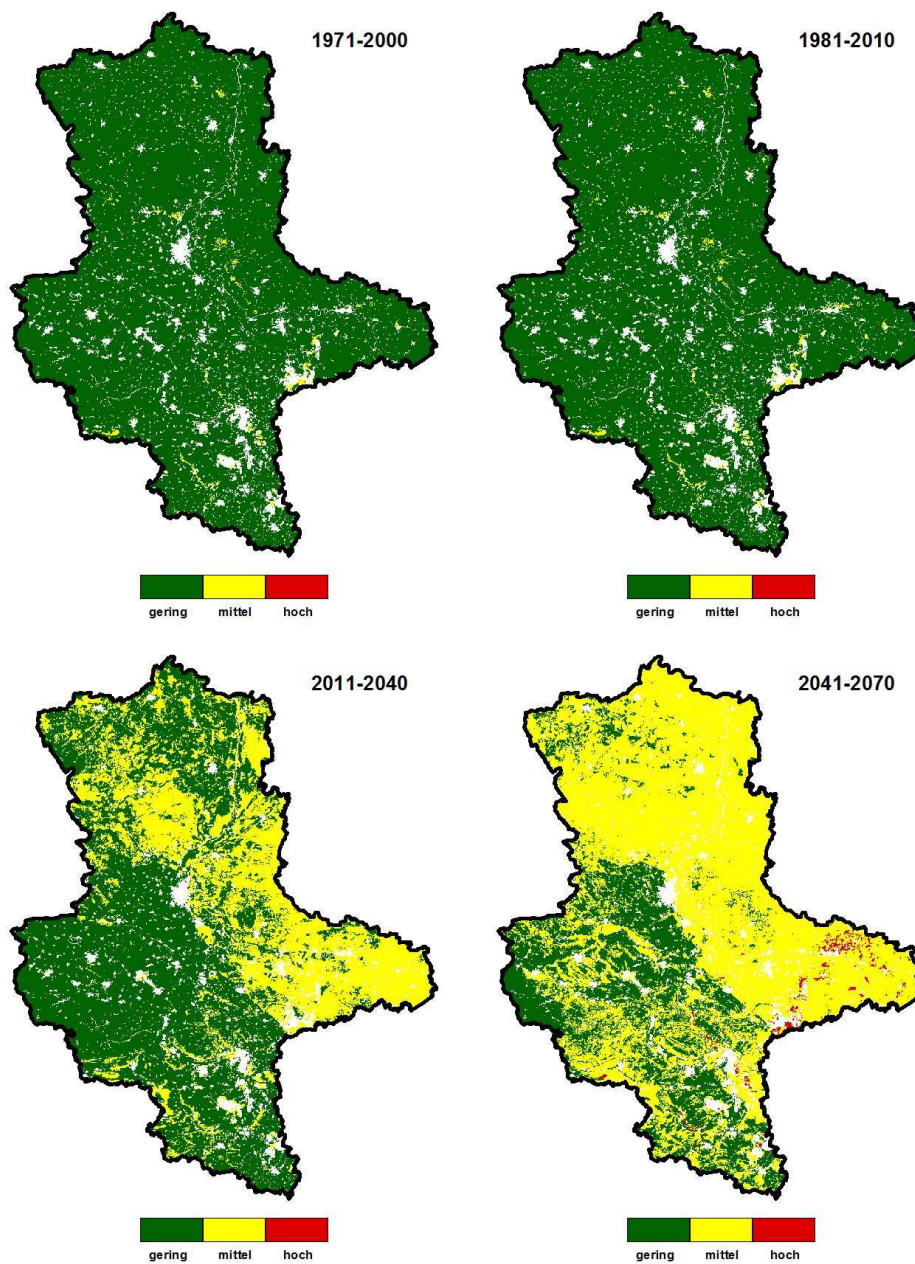 1971-2000
1981-2010
gering mittel hoch
gering mittel hoch
2011-2040
2041-2070
gering mittel hoch
gering mittel hoch